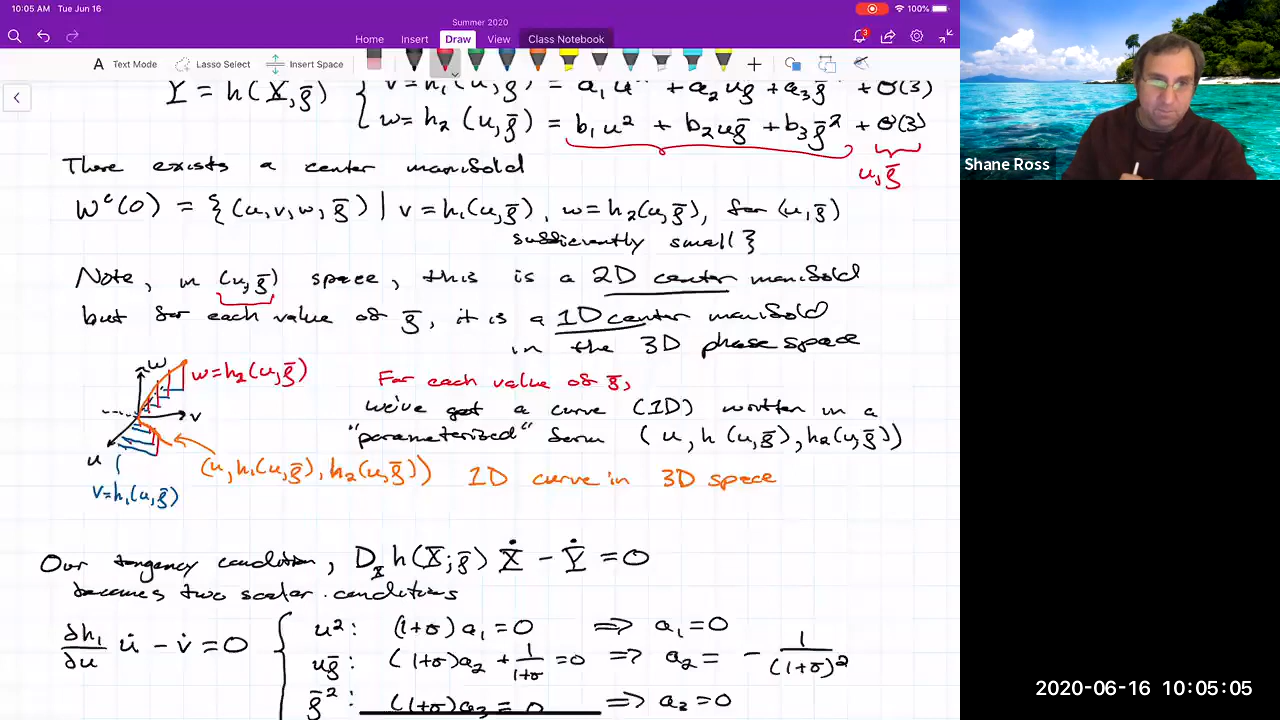 10:05 AM Tue Jun 16
100%
Summer 2020
Home Insert Draw View Class Notebook
3
A Text Mode Lasso Select Insert Space
Y = h(X, ρ̄) { v = h₁(u, ρ̄) = a₁u² + a₂uρ̄ + a₃ρ̄² + O(3)
w = h₂(u, ρ̄) = b₁u² + b₂uρ̄ + b₃ρ̄² + O(3)
u, ρ̄
There exists a center manifold
Wᶜ(0) = {(u, v, w, ρ̄) | v = h₁(u, ρ̄), w = h₂(u, ρ̄), for (u, ρ̄)
sufficiently small}
Note, in (u, ρ̄) space, this is a 2D center manifold
but for each value of ρ̄, it is a 1D center manifold
in the 3D phase space
w
w = h₂(u, ρ̄)
v
u
v = h₁(u, ρ̄)
For each value of ρ̄,
we've got a curve (1D) written in a
"parameterized" form (u, h(u, ρ̄), h₂(u, ρ̄))
(u, h₁(u, ρ̄), h₂(u, ρ̄)) 1D curve in 3D space
Our tangency condition, D_X h(X; ρ̄) Ẋ − Ẏ = 0
becomes two scalar conditions
∂h₁/∂u u̇ − v̇ = 0
u²: (1+σ)a₁ = 0 ⇒ a₁ = 0
uρ̄: (1+σ)a₂ + 1/(1+σ) = 0 ⇒ a₂ = − 1/(1+σ)²
ρ̄²: (1+σ)a₃ = 0 ⇒ a₃ = 0
Shane Ross
2020-06-16 10:05:05